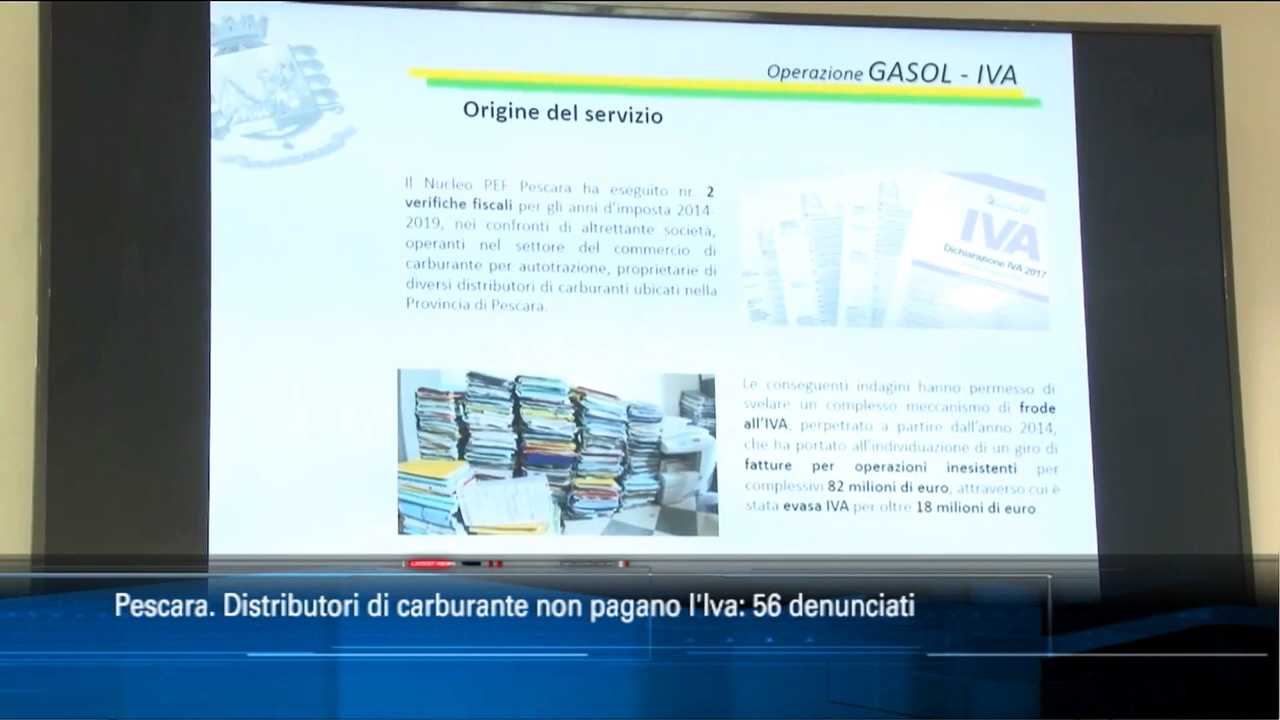 Operazione GASOL - IVA
Origine del servizio
Il Nucleo PEF Pescara ha eseguito nr. 2
verifiche fiscali per gli anni d'imposta 2014-
2019, nei confronti di altrettante società,
operanti nel settore del commercio di
carburante per autotrazione, proprietarie di
diversi distributori di carburanti ubicati nella
Provincia di Pescara.
IVA
Dichiarazione IVA 2017
Le conseguenti indagini hanno permesso di
svelare un complesso meccanismo di frode
all'IVA, perpetrato a partire dall'anno 2014,
che ha portato all'individuazione di un giro di
fatture per operazioni inesistenti per
complessivi 82 milioni di euro, attraverso cui è
stata evasa IVA per oltre 18 milioni di euro
LATEST NEWS
Pescara. Distributori di carburante non pagano l'Iva: 56 denunciati